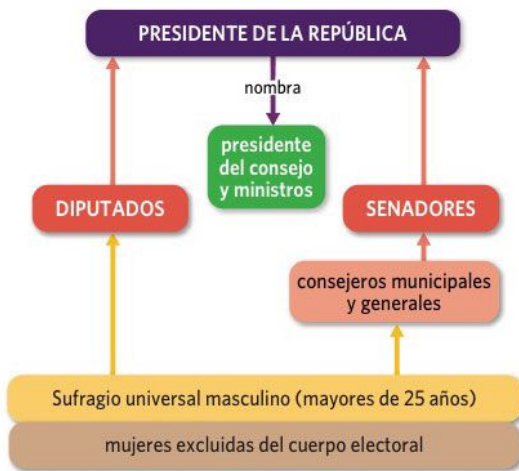 PRESIDENTE DE LA REPÚBLICA
nombra
presidente
del consejo
y ministros
DIPUTADOS
SENADORES
consejeros municipales
y generales
Sufragio universal masculino (mayores de 25 años)
mujeres excluidas del cuerpo electoral